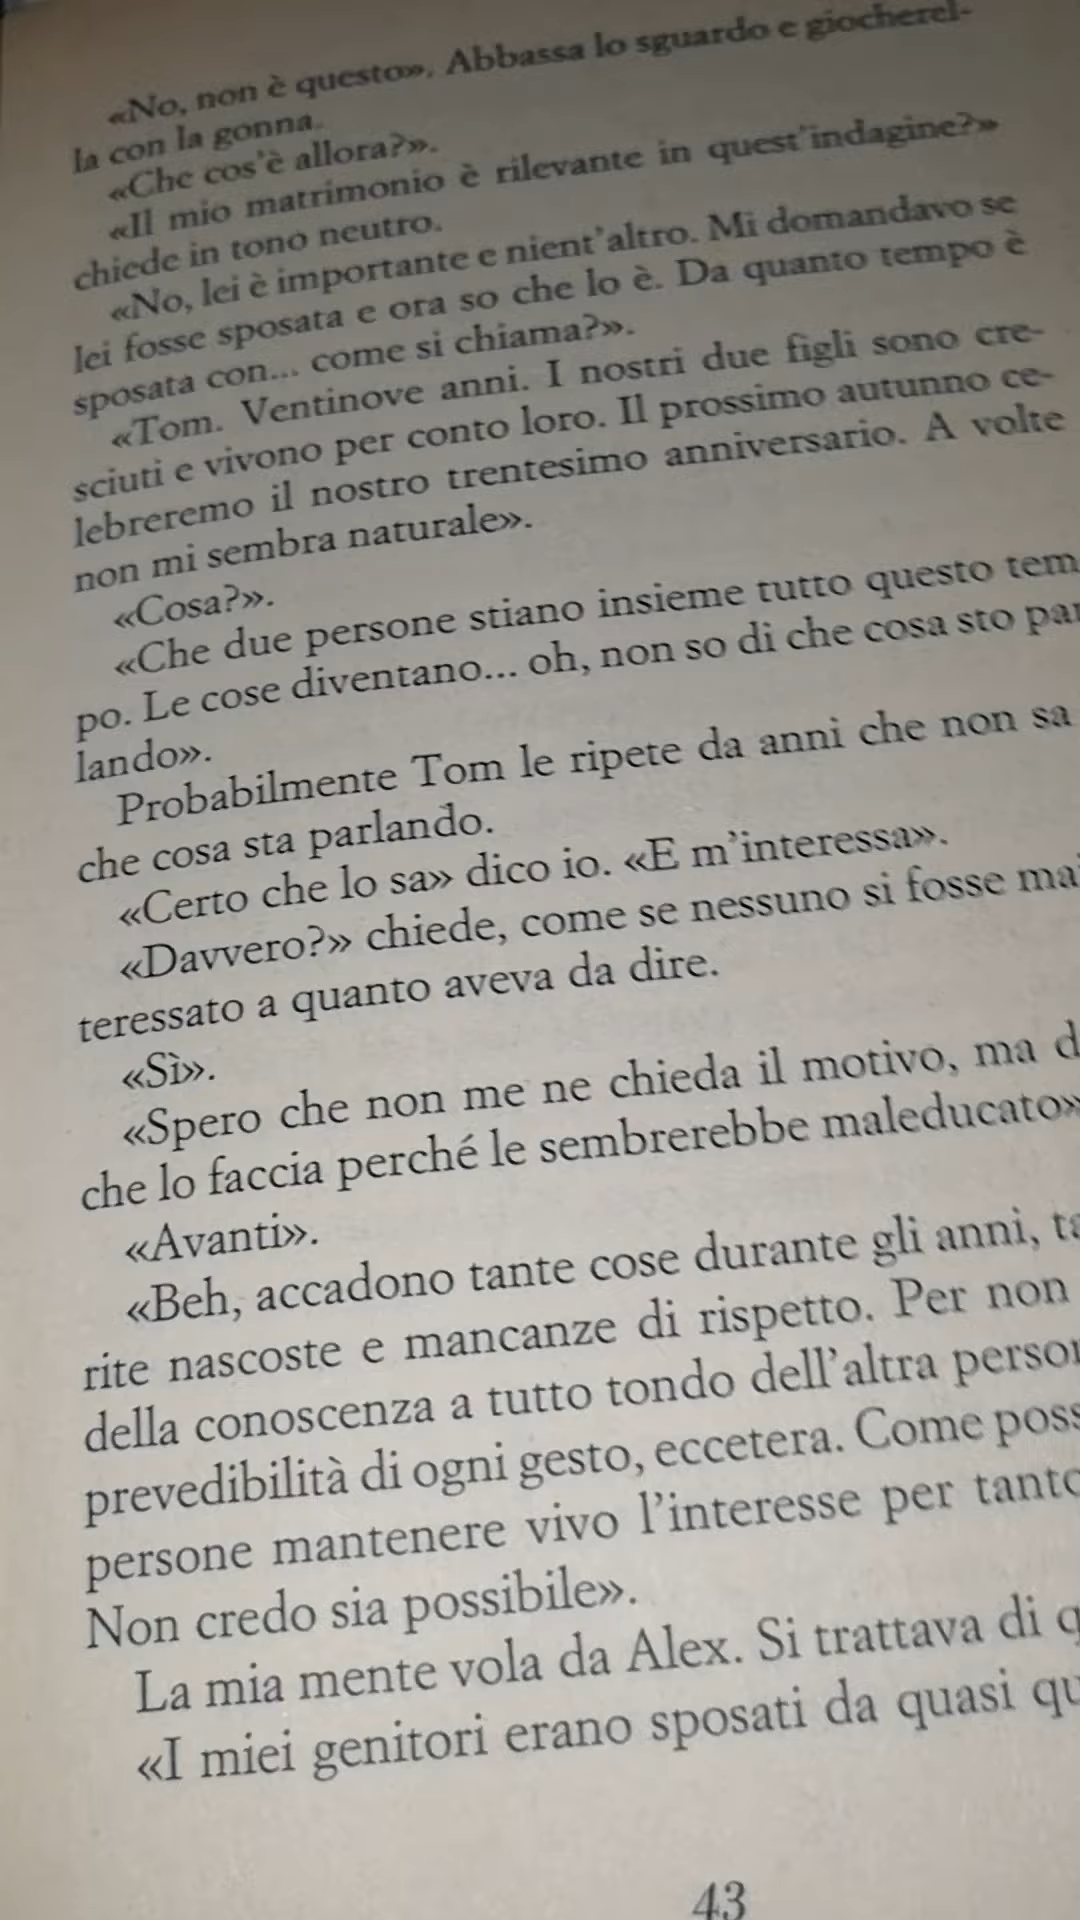 «No, non è questo». Abbassa lo sguardo e giocherel-
la con la gonna.
«Che cos'è allora?».
«Il mio matrimonio è rilevante in quest'indagine?»
chiede in tono neutro.
«No, lei è importante e nient'altro. Mi domandavo se
lei fosse sposata e ora so che lo è. Da quanto tempo è
sposata con... come si chiama?».
«Tom. Ventinove anni. I nostri due figli sono cre-
sciuti e vivono per conto loro. Il prossimo autunno ce-
lebreremo il nostro trentesimo anniversario. A volte
non mi sembra naturale».
«Cosa?».
«Che due persone stiano insieme tutto questo tem
po. Le cose diventano... oh, non so di che cosa sto par
lando».
Probabilmente Tom le ripete da anni che non sa
che cosa sta parlando.
«Certo che lo sa» dico io. «E m'interessa».
«Davvero?» chiede, come se nessuno si fosse mai
teressato a quanto aveva da dire.
«Sì».
«Spero che non me ne chieda il motivo, ma d
che lo faccia perché le sembrerebbe maleducato»
«Avanti».
«Beh, accadono tante cose durante gli anni, ta
rite nascoste e mancanze di rispetto. Per non
della conoscenza a tutto tondo dell'altra person
prevedibilità di ogni gesto, eccetera. Come poss
persone mantenere vivo l'interesse per tanto
Non credo sia possibile».
La mia mente vola da Alex. Si trattava di q
«I miei genitori erano sposati da quasi qu
43